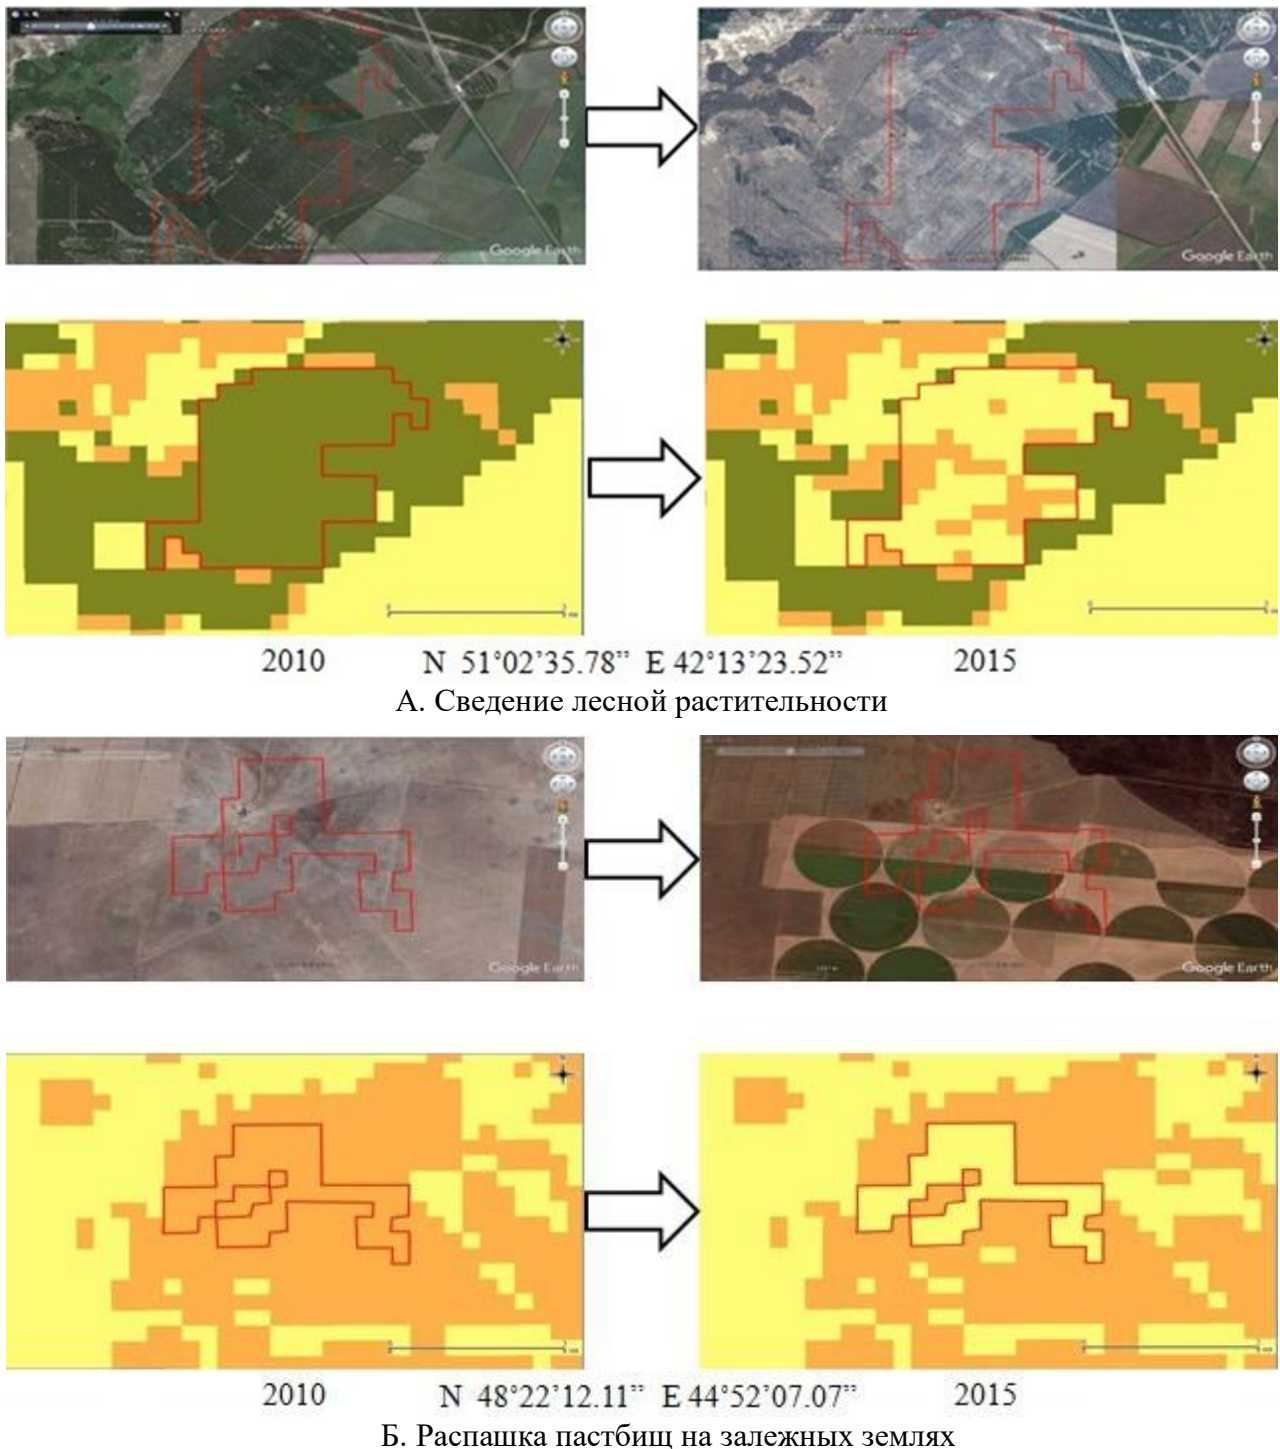 Google Earth
Google Earth
2010 N 51°02'35.78” E 42°13'23.52” 2015
А. Сведение лесной растительности
Google Earth
Google Earth
2010 N 48°22'12.11” E 44°52'07.07” 2015
Б. Распашка пастбищ на залежных землях